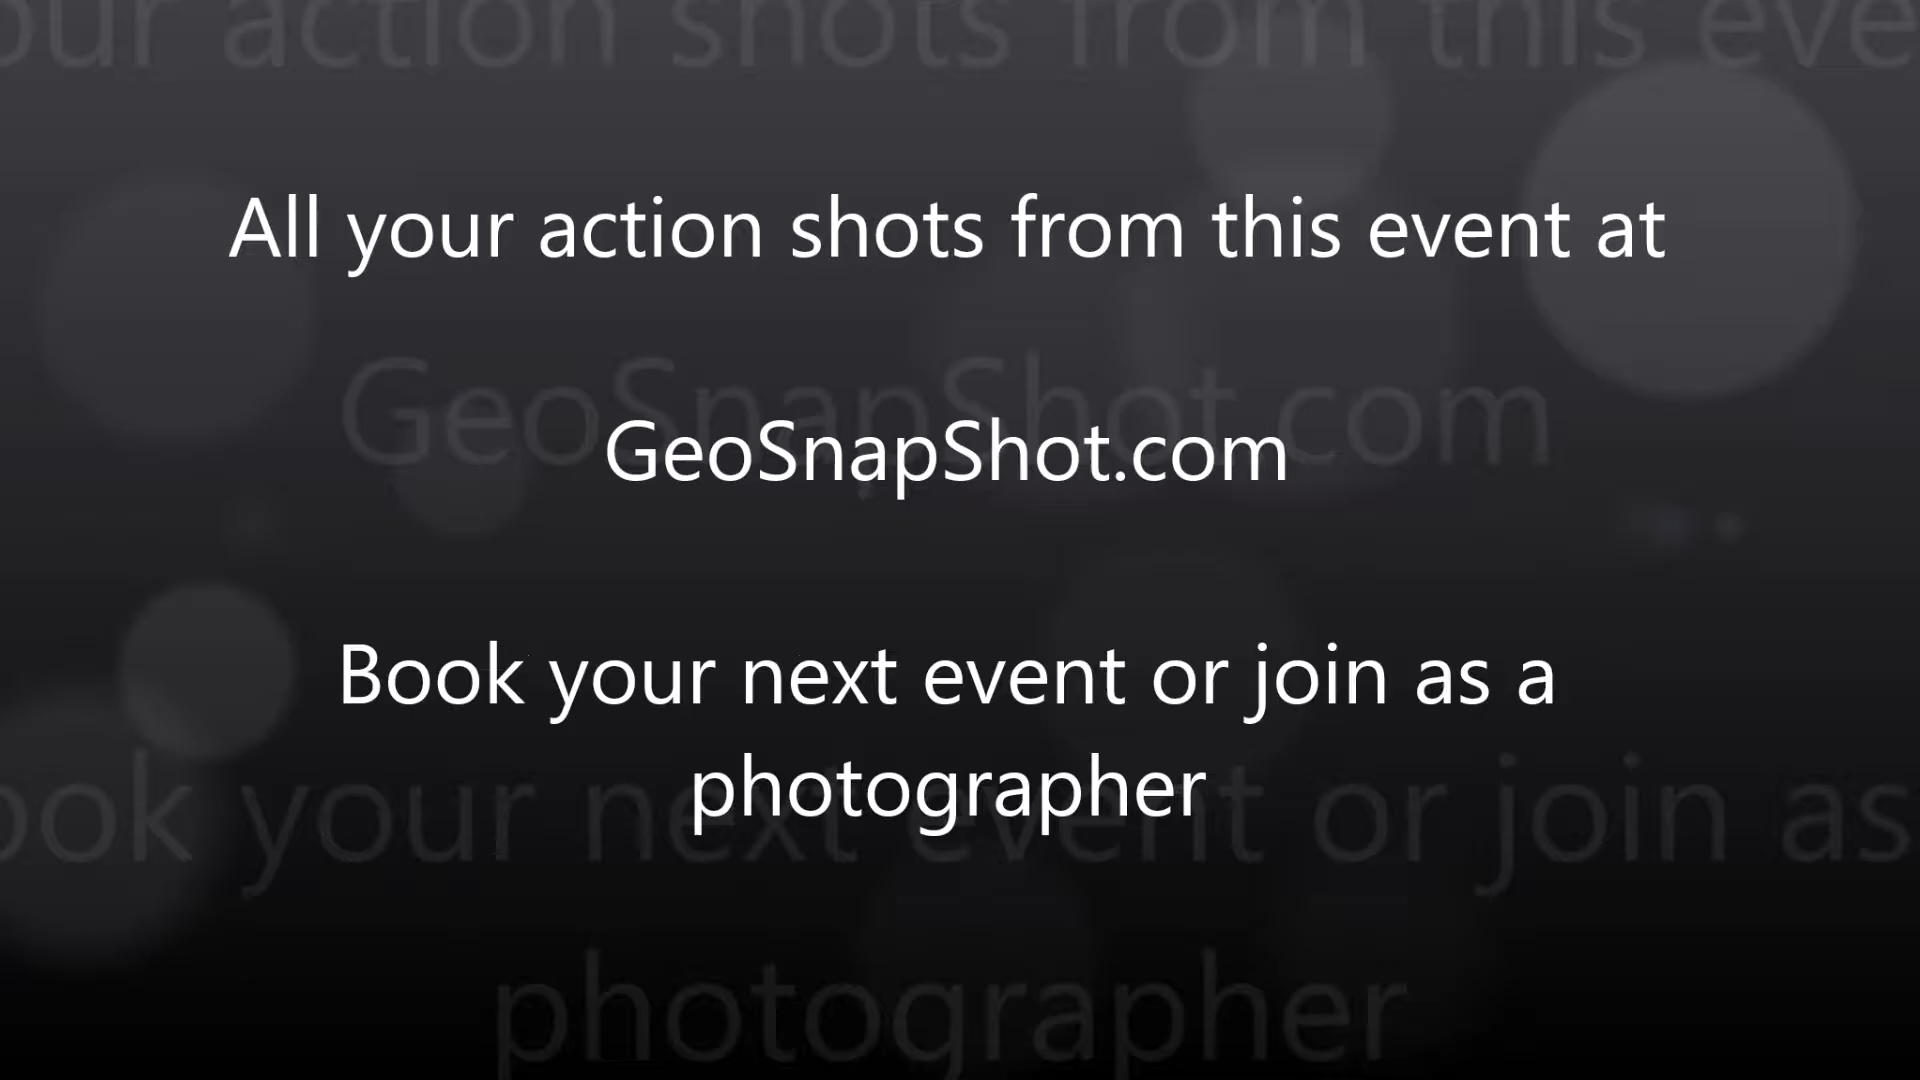 All your action shots from this event at
GeoSnapShot.com
Book your next event or join as a
photographer